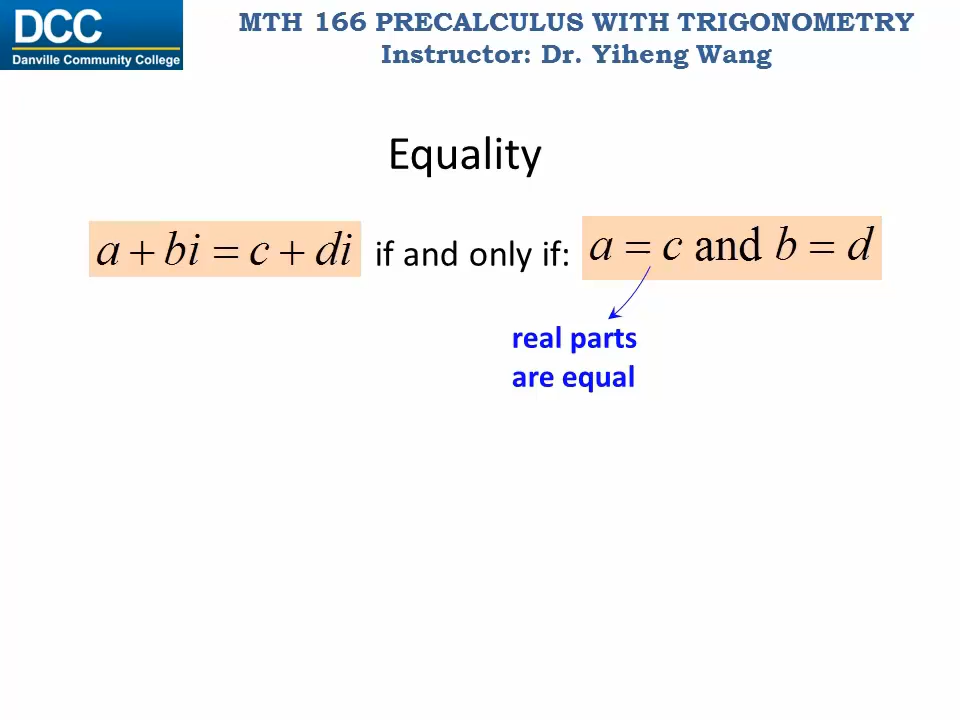 DCC
Danville Community College
MTH 166 PRECALCULUS WITH TRIGONOMETRY
Instructor: Dr. Yiheng Wang
Equality
a + bi = c + di if and only if: a = c and b = d
real parts
are equal